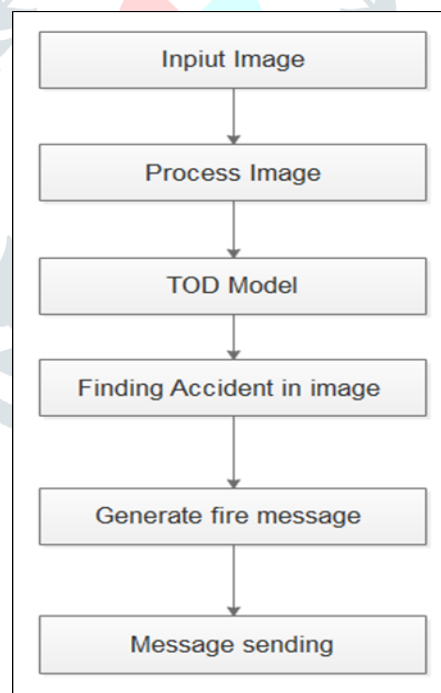 Inpiut Image
Process Image
TOD Model
Finding Accident in image
Generate fire message
Message sending